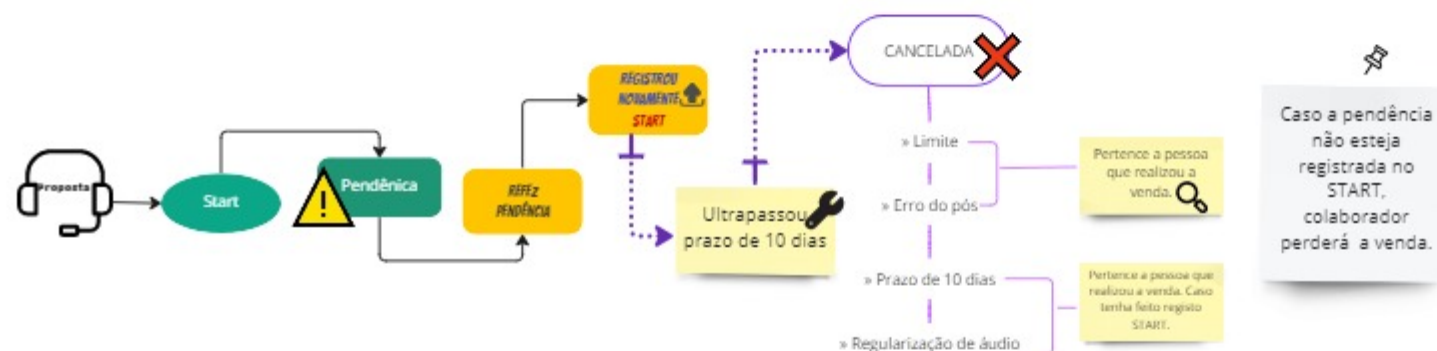 Proposta
Start
Pendênica
REFEZ
PENDÊNCIA
REGISTROU
NOVAMENTE
START
Ultrapassou
prazo de 10 dias
CANCELADA
» Limite
» Erro do pós
» Prazo de 10 dias
» Regularização de áudio
Pertence a pessoa
que realizou a
venda.
Pertence a pessoa que
realizou a venda. Caso
tenha feito registo
START.
Caso a pendência
não esteja
registrada no
START,
colaborador
perderá a venda.